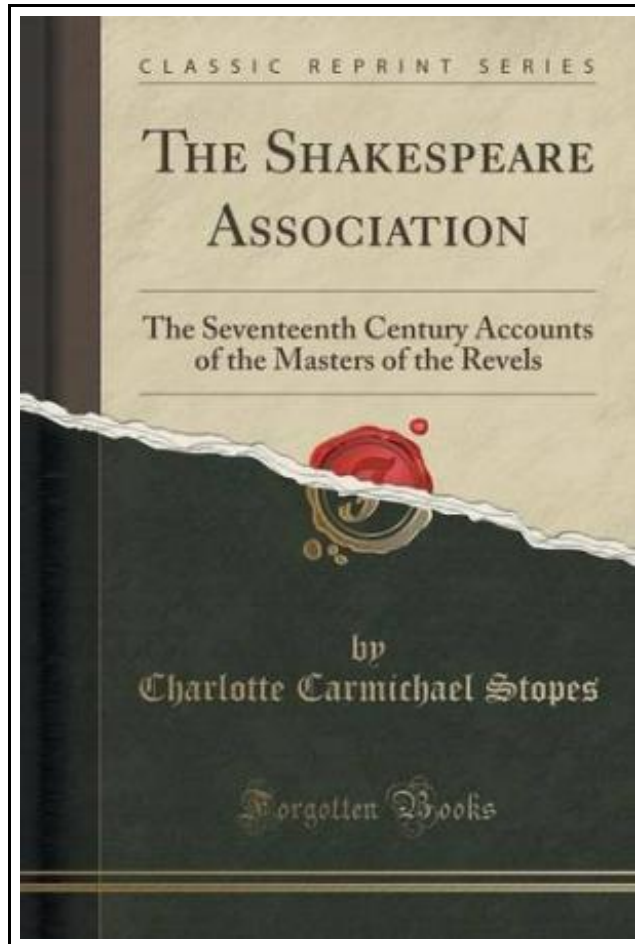 CLASSIC REPRINT SERIES
THE SHAKESPEARE
ASSOCIATION
The Seventeenth Century Accounts
of the Masters of the Revels
by
Charlotte Carmichael Stopes
Forgotten Books